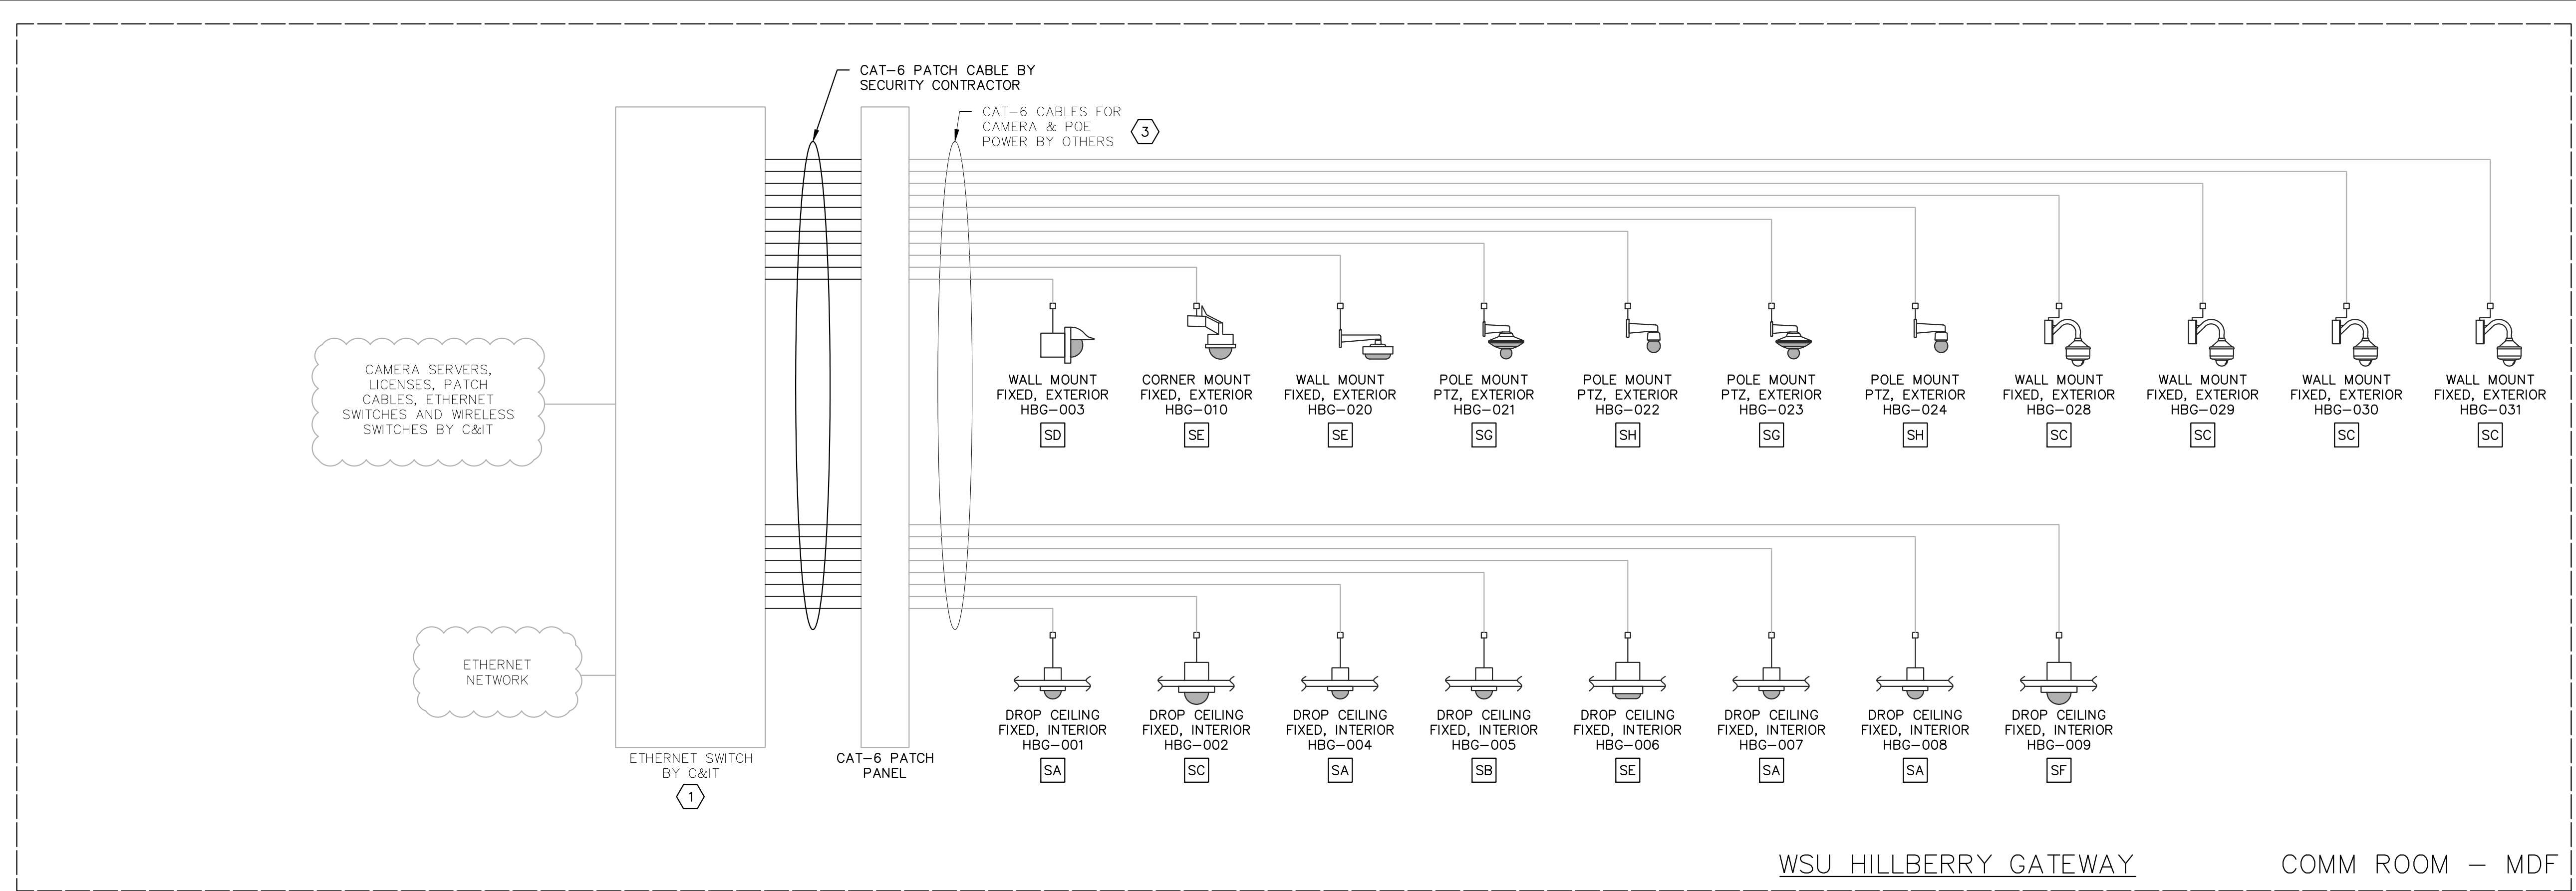 CAT-6 PATCH CABLE BY
SECURITY CONTRACTOR
CAT-6 CABLES FOR
CAMERA & POE
POWER BY OTHERS
3
CAMERA SERVERS,
LICENSES, PATCH
CABLES, ETHERNET
SWITCHES AND WIRELESS
SWITCHES BY C&IT
WALL MOUNT
FIXED, EXTERIOR
HBG-003
SD
CORNER MOUNT
FIXED, EXTERIOR
HBG-010
SE
WALL MOUNT
FIXED, EXTERIOR
HBG-020
SE
POLE MOUNT
PTZ, EXTERIOR
HBG-021
SG
POLE MOUNT
PTZ, EXTERIOR
HBG-022
SH
POLE MOUNT
PTZ, EXTERIOR
HBG-023
SG
POLE MOUNT
PTZ, EXTERIOR
HBG-024
SH
WALL MOUNT
FIXED, EXTERIOR
HBG-028
SC
WALL MOUNT
FIXED, EXTERIOR
HBG-029
SC
WALL MOUNT
FIXED, EXTERIOR
HBG-030
SC
WALL MOUNT
FIXED, EXTERIOR
HBG-031
SC
ETHERNET
NETWORK
ETHERNET SWITCH
BY C&IT
1
CAT-6 PATCH
PANEL
DROP CEILING
FIXED, INTERIOR
HBG-001
SA
DROP CEILING
FIXED, INTERIOR
HBG-002
SC
DROP CEILING
FIXED, INTERIOR
HBG-004
SA
DROP CEILING
FIXED, INTERIOR
HBG-005
SB
DROP CEILING
FIXED, INTERIOR
HBG-006
SE
DROP CEILING
FIXED, INTERIOR
HBG-007
SA
DROP CEILING
FIXED, INTERIOR
HBG-008
SA
DROP CEILING
FIXED, INTERIOR
HBG-009
SF
WSU HILLBERRY GATEWAY
COMM ROOM - MDF